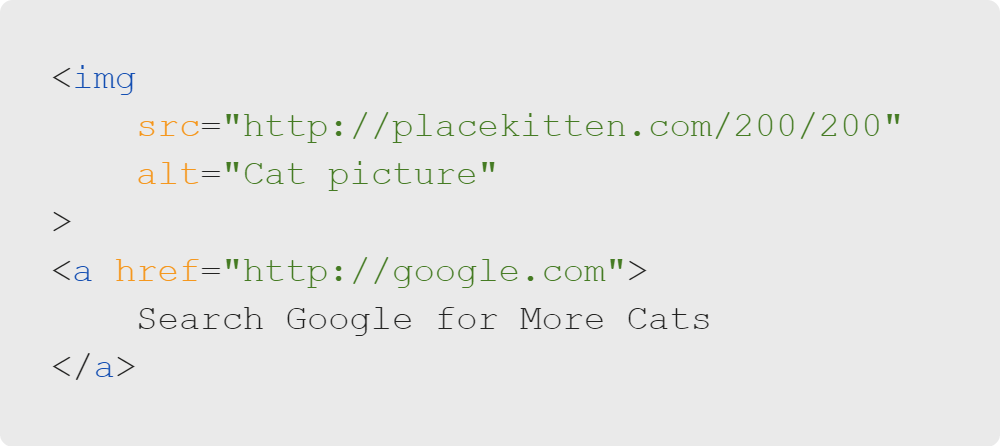 <img
    src="http://placekitten.com/200/200"
    alt="Cat picture"
>
<a href="http://google.com">
    Search Google for More Cats
</a>